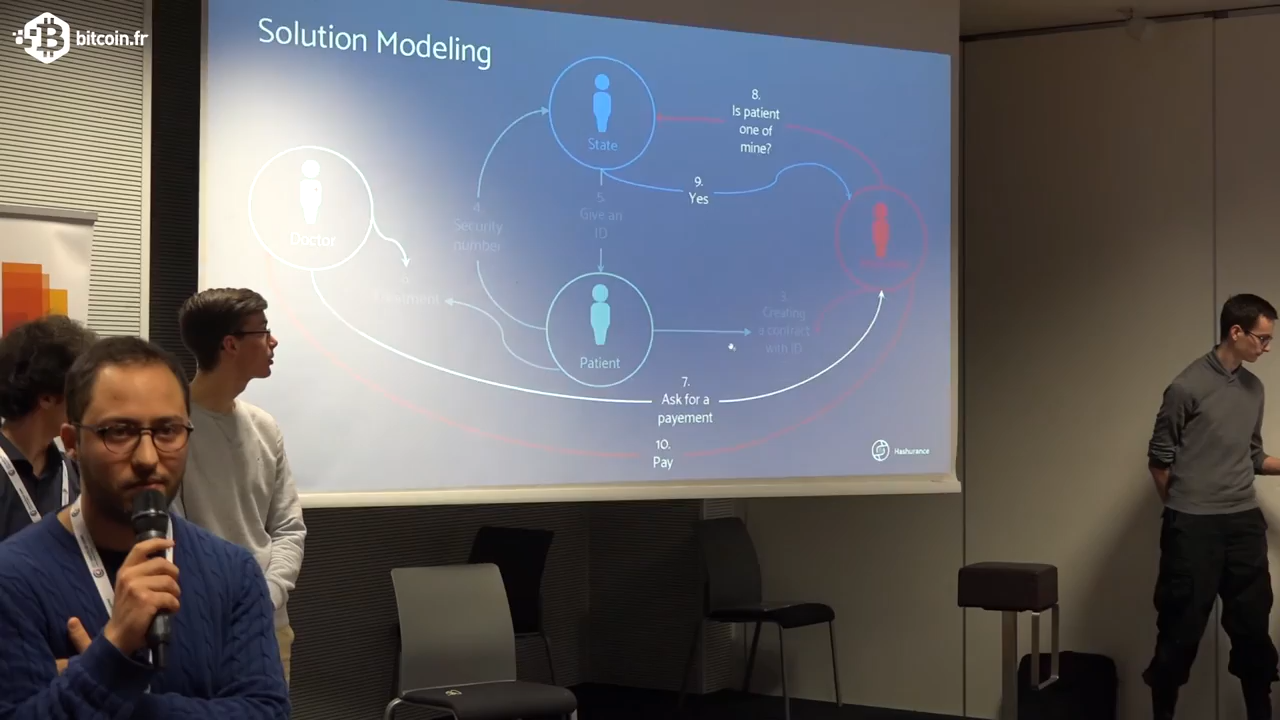 bitcoin.fr
Solution Modeling
State
8.
Is patient
one of
mine?
9.
Yes
5.
Give an
ID
4.
Security
number
Doctor
Patient
3.
Creating
a contract
with ID
7.
Ask for a
payement
10.
Pay
Hashurance